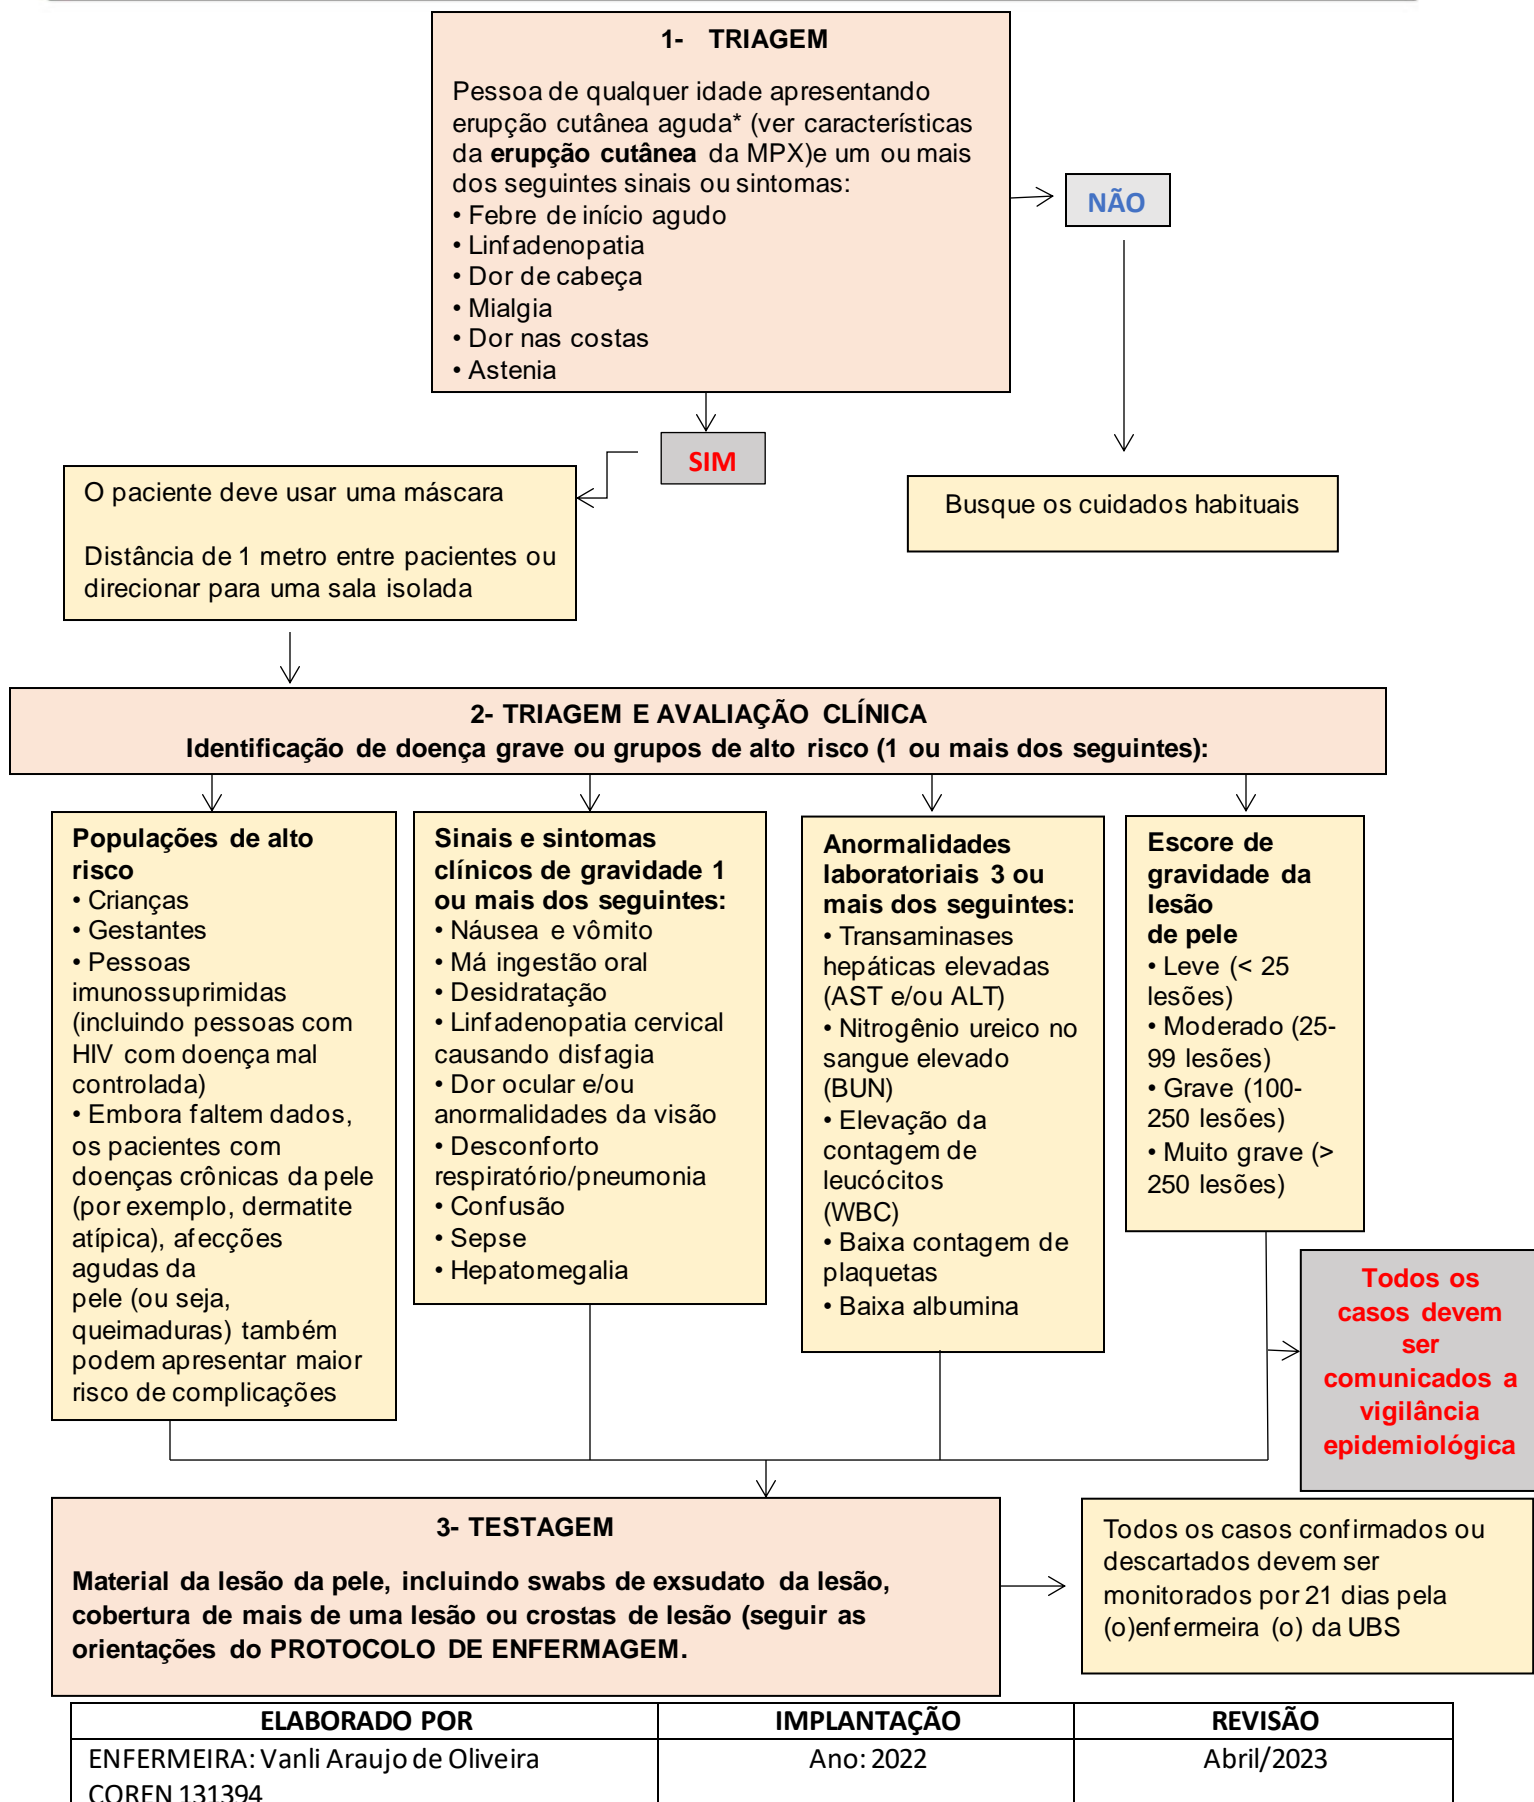 1- TRIAGEM
Pessoa de qualquer idade apresentando
erupção cutânea aguda* (ver características
da erupção cutânea da MPX)e um ou mais
dos seguintes sinais ou sintomas:
• Febre de início agudo
• Linfadenopatia
• Dor de cabeça
• Mialgia
• Dor nas costas
• Astenia
NÃO
SIM
O paciente deve usar uma máscara
Distância de 1 metro entre pacientes ou
direcionar para uma sala isolada
Busque os cuidados habituais
2- TRIAGEM E AVALIAÇÃO CLÍNICA
Identificação de doença grave ou grupos de alto risco (1 ou mais dos seguintes):
Populações de alto
risco
• Crianças
• Gestantes
• Pessoas
imunossuprimidas
(incluindo pessoas com
HIV com doença mal
controlada)
• Embora faltem dados,
os pacientes com
doenças crônicas da pele
(por exemplo, dermatite
atípica), afecções
agudas da
pele (ou seja,
queimaduras) também
podem apresentar maior
risco de complicações
Sinais e sintomas
clínicos de gravidade 1
ou mais dos seguintes:
• Náusea e vômito
• Má ingestão oral
• Desidratação
• Linfadenopatia cervical
causando disfagia
• Dor ocular e/ou
anormalidades da visão
• Desconforto
respiratório/pneumonia
• Confusão
• Sepse
• Hepatomegalia
Anormalidades
laboratoriais 3 ou
mais dos seguintes:
• Transaminases
hepáticas elevadas
(AST e/ou ALT)
• Nitrogênio ureico no
sangue elevado
(BUN)
• Elevação da
contagem de
leucócitos
(WBC)
• Baixa contagem de
plaquetas
• Baixa albumina
Escore de
gravidade da
lesão
de pele
• Leve (< 25
lesões)
• Moderado (25-
99 lesões)
• Grave (100-
250 lesões)
• Muito grave (>
250 lesões)
Todos os
casos devem
ser
comunicados a
vigilância
epidemiológica
3- TESTAGEM
Material da lesão da pele, incluindo swabs de exsudato da lesão,
cobertura de mais de uma lesão ou crostas de lesão (seguir as
orientações do PROTOCOLO DE ENFERMAGEM.
Todos os casos confirmados ou
descartados devem ser
monitorados por 21 dias pela
(o)enfermeira (o) da UBS
ELABORADO POR
IMPLANTAÇÃO
REVISÃO
ENFERMEIRA: Vanli Araujo de Oliveira
Ano: 2022
Abril/2023
COREN 131394